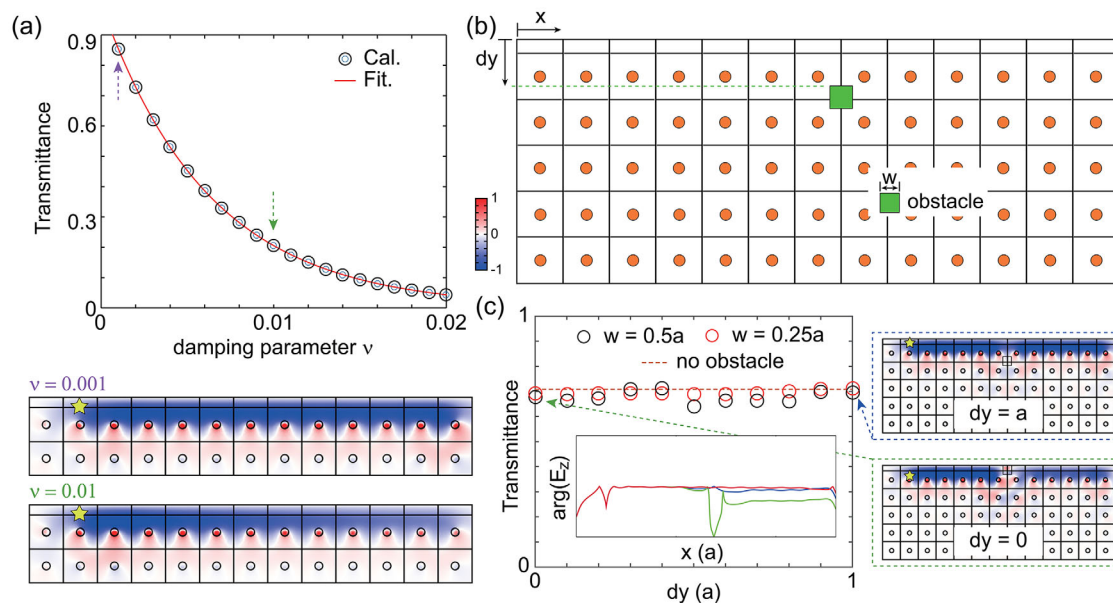 (a)
0.9
0.6
0.3
0
Transmittance
Cal.
Fit.
0
0.01
0.02
damping parameter ν
1
0
-1
ν = 0.001
ν = 0.01
(b)
x
dy
w
obstacle
(c)
1
0
Transmittance
w = 0.5a
w = 0.25a
no obstacle
arg(E_z)
x (a)
0
1
dy (a)
dy = a
dy = 0